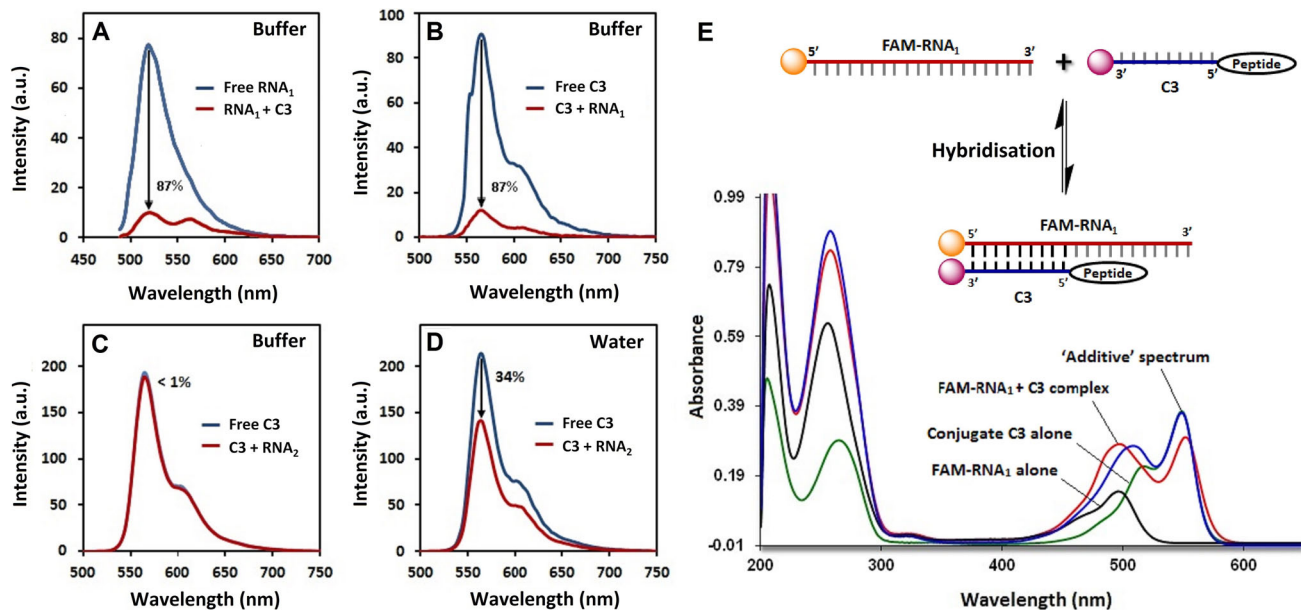 A
Buffer
Intensity (a.u.)
80
60
40
20
0
Free RNA₁
RNA₁ + C3
87%
450 500 550 600 650 700
Wavelength (nm)
B
Buffer
Intensity (a.u.)
100
80
60
40
20
0
Free C3
C3 + RNA₁
87%
500 550 600 650 700 750
Wavelength (nm)
C
Buffer
Intensity (a.u.)
200
150
100
50
0
< 1%
Free C3
C3 + RNA₂
500 550 600 650 700 750
Wavelength (nm)
D
Water
Intensity (a.u.)
200
150
100
50
0
34%
Free C3
C3 + RNA₂
500 550 600 650 700 750
Wavelength (nm)
E
5’ FAM-RNA₁ 3’
+
3’ C3 5’ Peptide
Hybridisation
5’ FAM-RNA₁ 3’
3’ C3 5’ Peptide
Absorbance
0.99
0.79
0.59
0.39
0.19
-0.01
‘Additive’ spectrum
FAM-RNA₁ + C3 complex
Conjugate C3 alone
FAM-RNA₁ alone
200 300 400 500 600
Wavelength (nm)